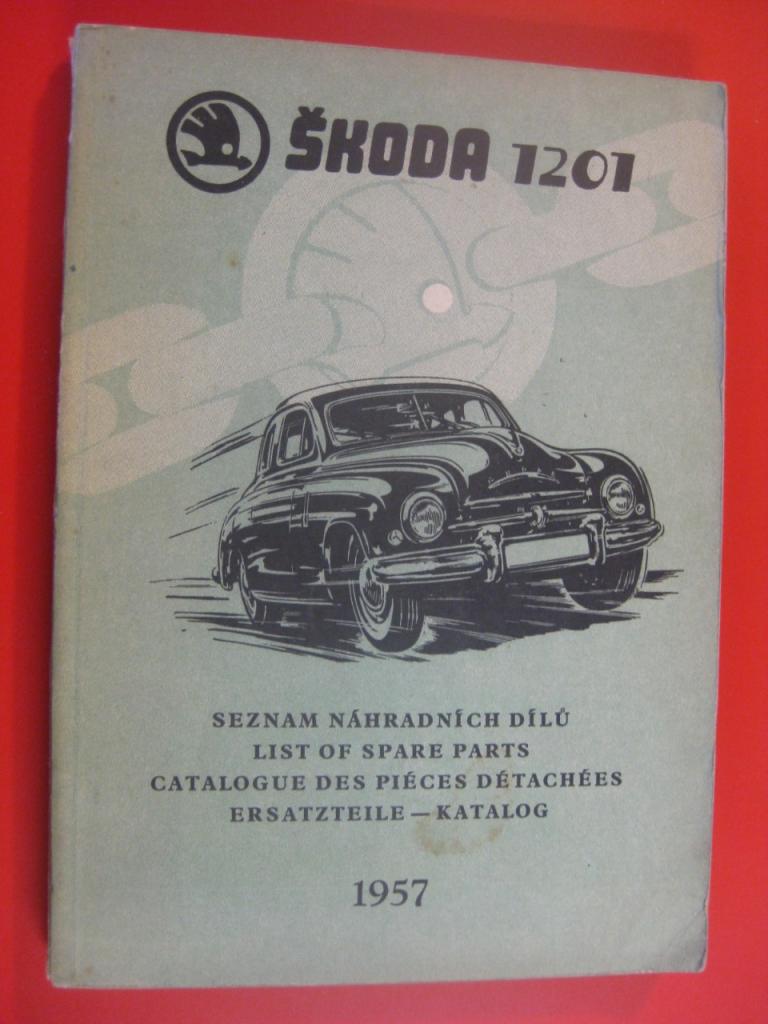 ŠKODA 1201
SEZNAM NÁHRADNÍCH DÍLŮ
LIST OF SPARE PARTS
CATALOGUE DES PIÉCES DÉTACHÉES
ERSATZTEILE — KATALOG
1957